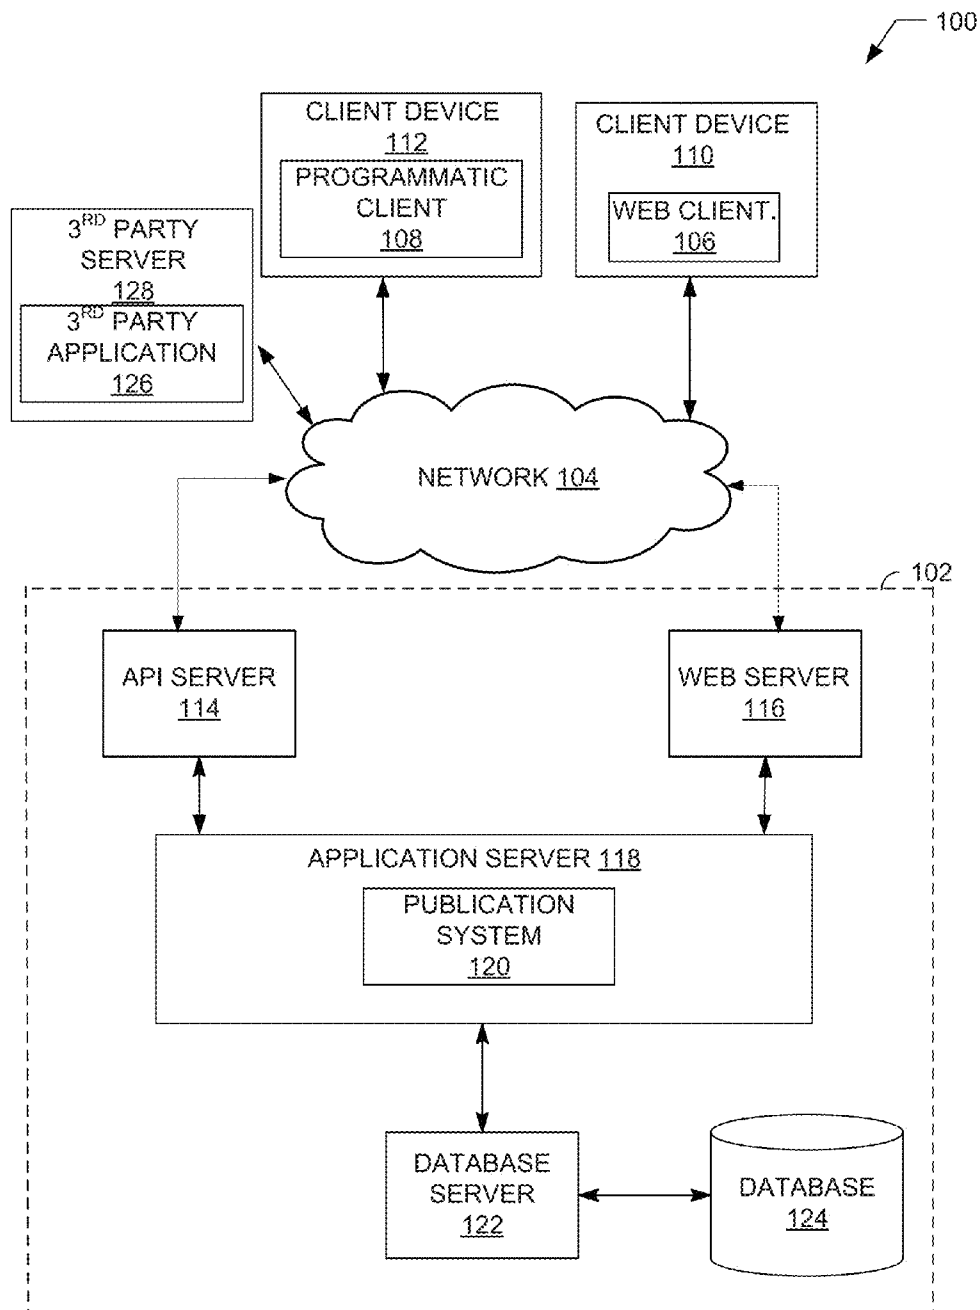 100
CLIENT DEVICE
112
PROGRAMMATIC
CLIENT
108
CLIENT DEVICE
110
WEB CLIENT.
106
3RD PARTY
SERVER
128
3RD PARTY
APPLICATION
126
NETWORK 104
102
API SERVER
114
WEB SERVER
116
APPLICATION SERVER 118
PUBLICATION
SYSTEM
120
DATABASE
SERVER
122
DATABASE
124